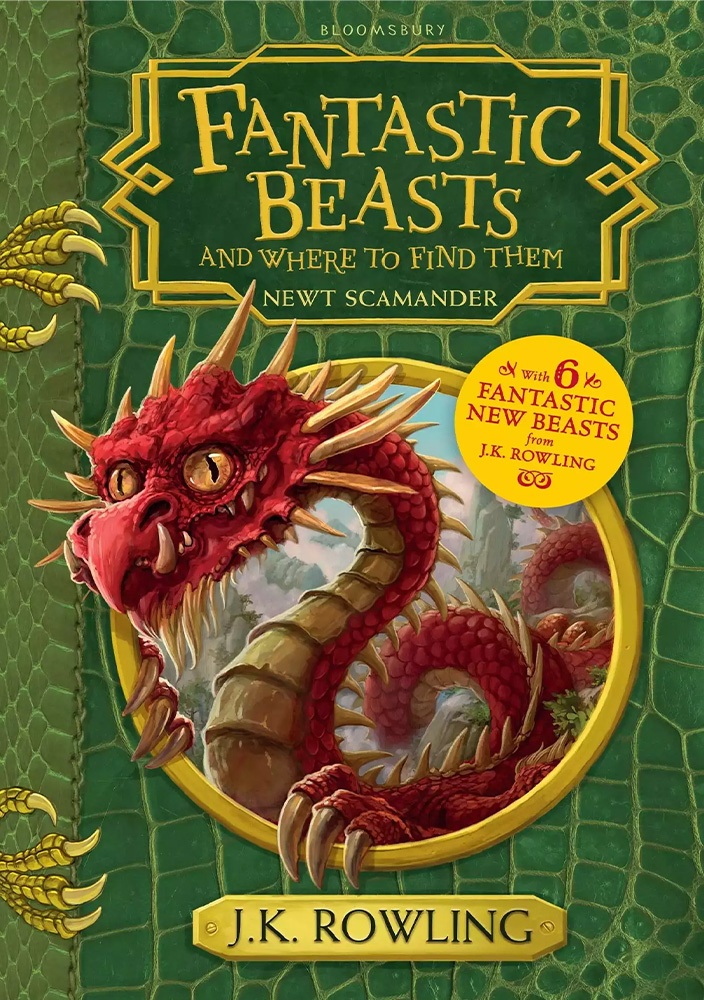 BLOOMSBURY
FANTASTIC
BEASTS
AND WHERE TO FIND THEM
NEWT SCAMANDER
With 6
FANTASTIC
NEW BEASTS
from
J.K. ROWLING
J.K. ROWLING